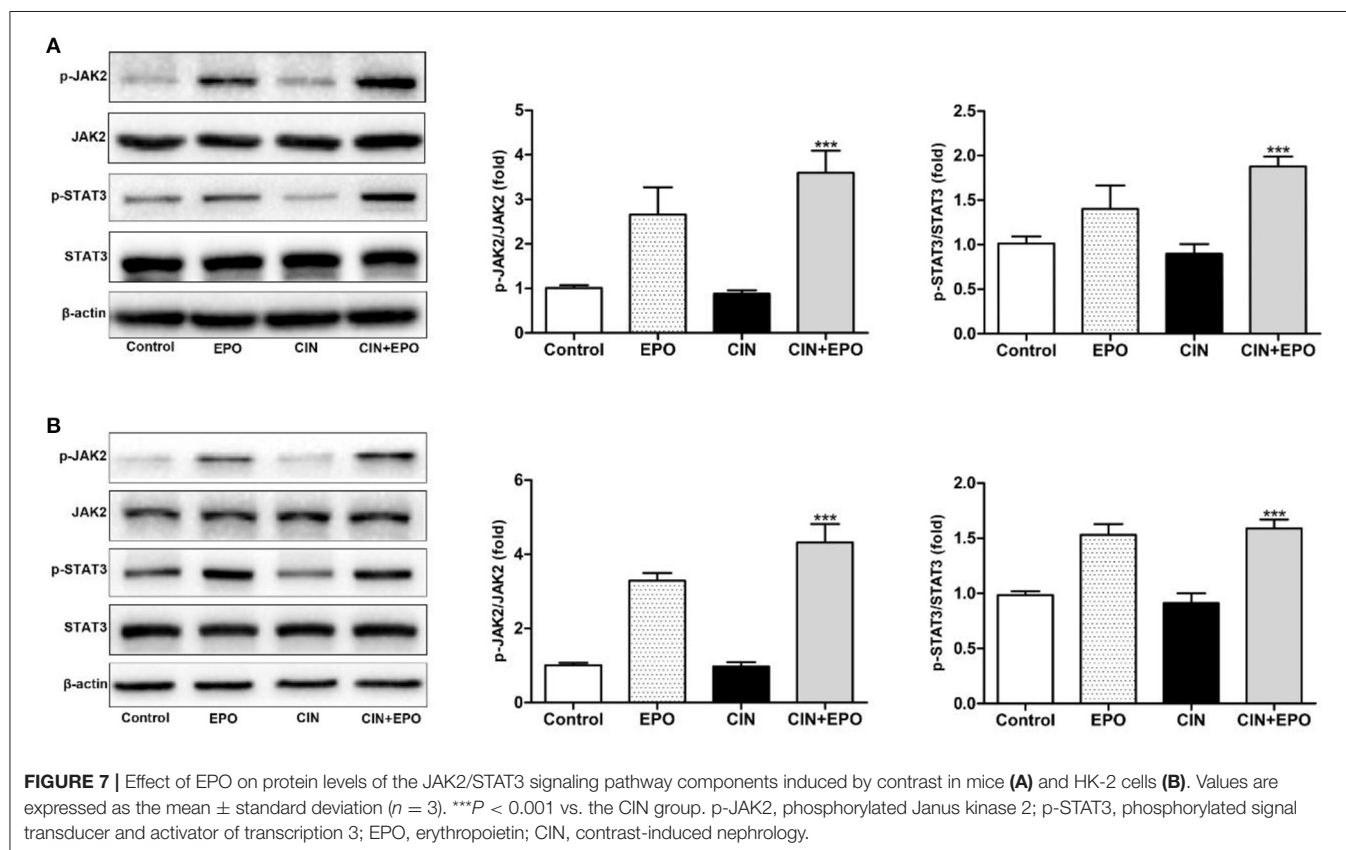 A
p-JAK2
JAK2
p-STAT3
STAT3
β-actin
Control EPO CIN CIN+EPO
p-JAK2/JAK2 (fold)
5
4
3
2
1
0
***
Control EPO CIN CIN+EPO
p-STAT3/STAT3 (fold)
2.5
2.0
1.5
1.0
0.5
0.0
***
Control EPO CIN CIN+EPO
B
p-JAK2
JAK2
p-STAT3
STAT3
β-actin
Control EPO CIN CIN+EPO
p-JAK2/JAK2 (fold)
6
4
2
0
***
Control EPO CIN CIN+EPO
p-STAT3/STAT3 (fold)
2.0
1.5
1.0
0.5
0.0
***
Control EPO CIN CIN+EPO
FIGURE 7 | Effect of EPO on protein levels of the JAK2/STAT3 signaling pathway components induced by contrast in mice (A) and HK-2 cells (B). Values are
expressed as the mean ± standard deviation (n = 3). ***P < 0.001 vs. the CIN group. p-JAK2, phosphorylated Janus kinase 2; p-STAT3, phosphorylated signal
transducer and activator of transcription 3; EPO, erythropoietin; CIN, contrast-induced nephrology.